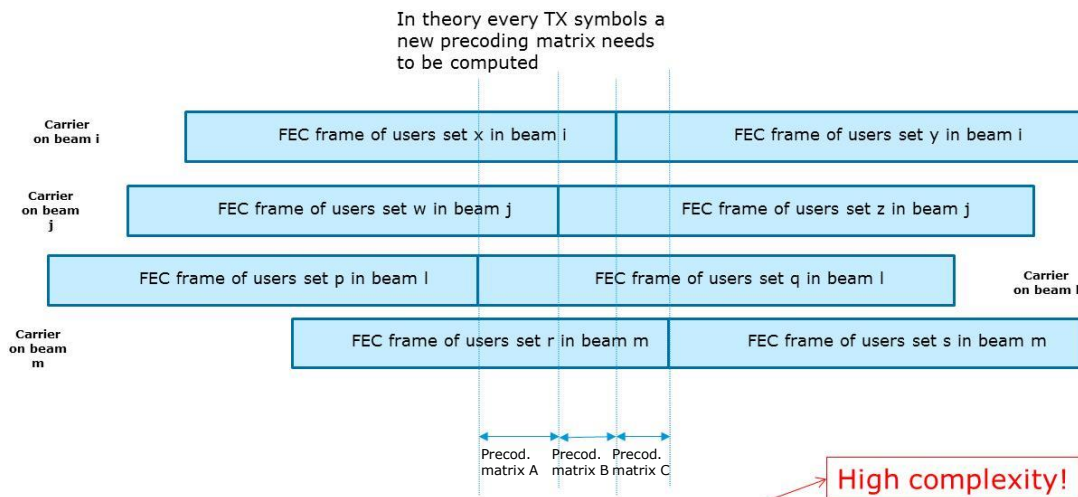 In theory every TX symbols a
new precoding matrix needs
to be computed
Carrier
on beam i
FEC frame of users set x in beam i
FEC frame of users set y in beam i
Carrier
on beam
j
FEC frame of users set w in beam j
FEC frame of users set z in beam j
FEC frame of users set p in beam l
FEC frame of users set q in beam l
Carrier
on beam l
Carrier
on beam
m
FEC frame of users set r in beam m
FEC frame of users set s in beam m
Precod.
matrix A
Precod.
matrix B
Precod.
matrix C
High complexity!